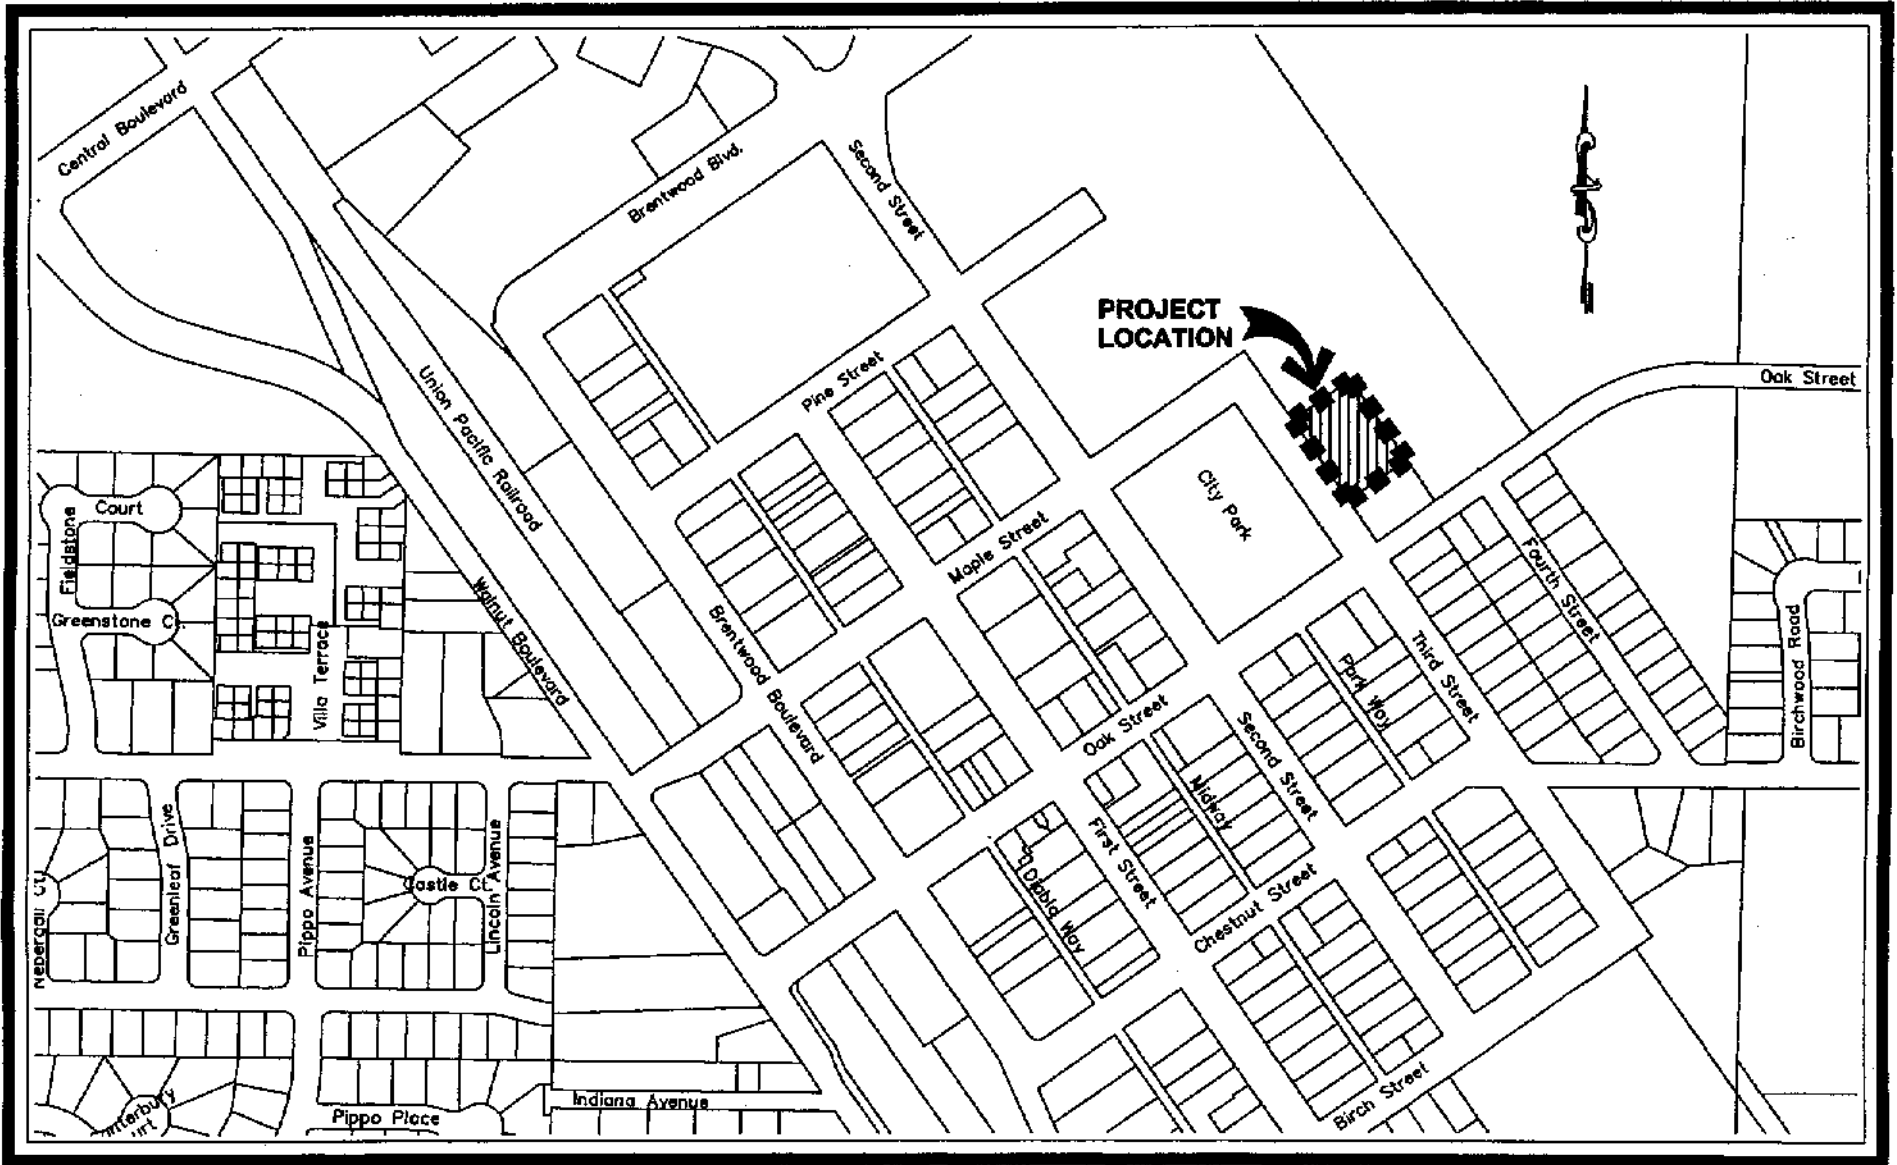 Central Boulevard
Brentwood Blvd.
Second Street
PROJECT
LOCATION
Oak Street
Pine Street
Union Pacific Railroad
City Park
Court
Fieldstone
Maple Street
Fourth Street
Walnut Boulevard
Greenstone C
Villa Terrace
Brentwood Boulevard
Third Street
Park Way
Birchwood Road
Oak Street
Second Street
Midway
First Street
Greenleaf Drive
Pippo Avenue
Castle Ct.
Lincoln Avenue
Diablo Way
Chestnut Street
Birch Street
Indiana Avenue
Pippo Place